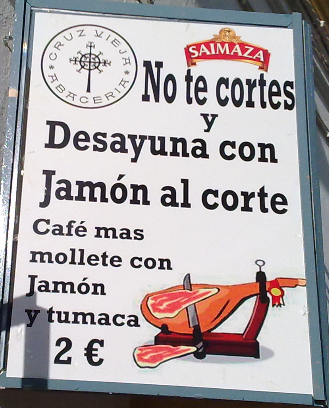 CRUZ VIEJA
ABACERIA
SAIMAZA
No te cortes
y
Desayuna con
Jamón al corte
Café mas
mollete con
Jamón
y tumaca
2 €